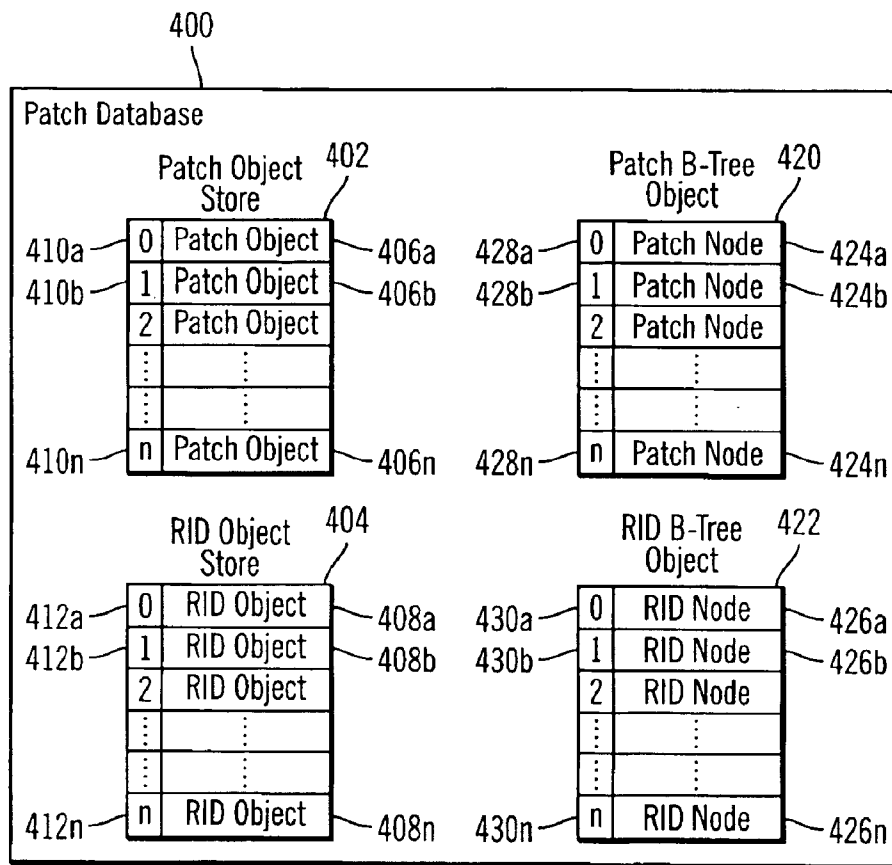 400
Patch Database
Patch Object Store 402
410a 0 Patch Object 406a
410b 1 Patch Object 406b
2 Patch Object
410n n Patch Object 406n
Patch B-Tree Object 420
428a 0 Patch Node 424a
428b 1 Patch Node 424b
2 Patch Node
428n n Patch Node 424n
RID Object Store 404
412a 0 RID Object 408a
412b 1 RID Object 408b
2 RID Object
412n n RID Object 408n
RID B-Tree Object 422
430a 0 RID Node 426a
430b 1 RID Node 426b
2 RID Node
430n n RID Node 426n